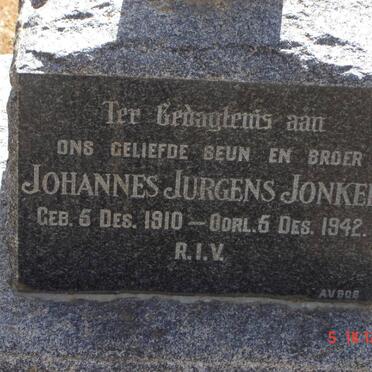 Ter Gedagtenis aan
ONS GELIEFDE SEUN EN BROER
JOHANNES JURGENS JONKER
GEB. 5 DES. 1910 — OORL. 5 DES. 1942.
R.I.V.
AVBOB